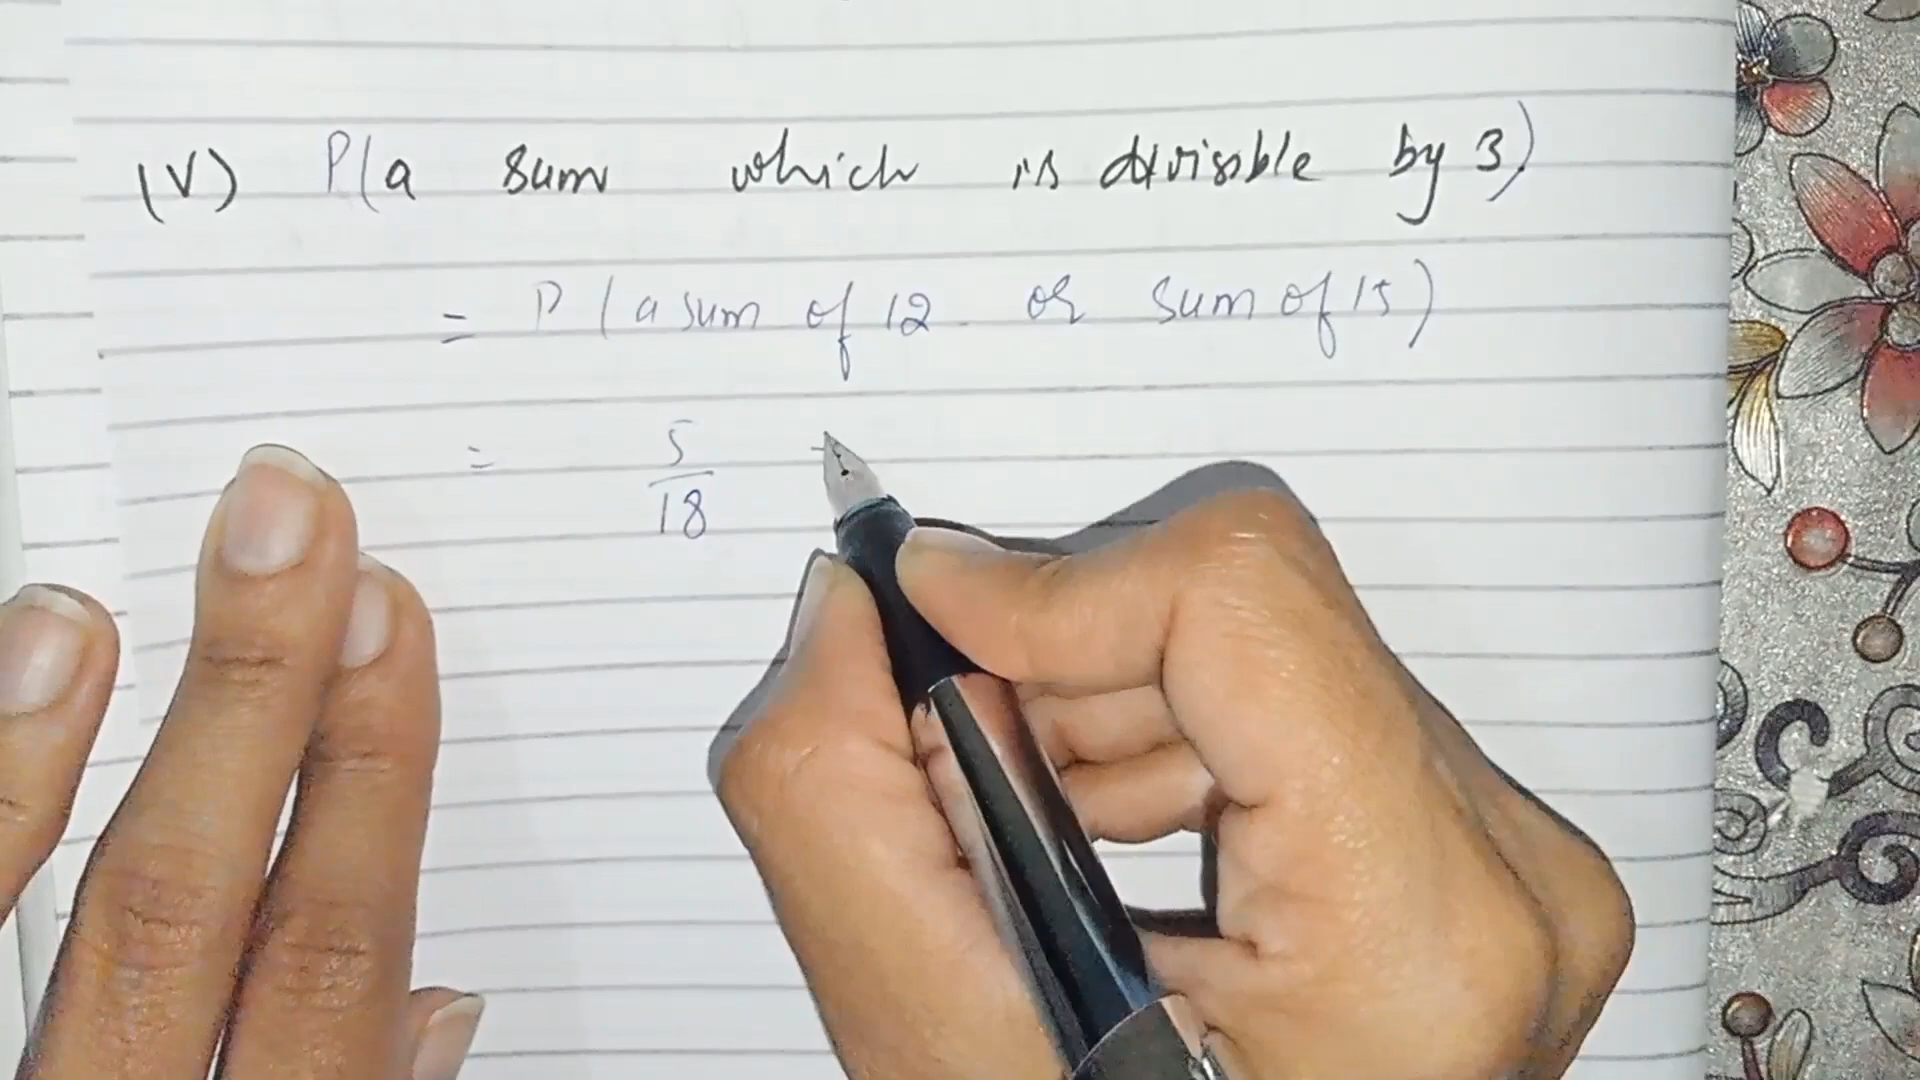 (V) P(a sum which is divisible by 3)
= P(a sum of 12 or sum of 15)
= 5/18